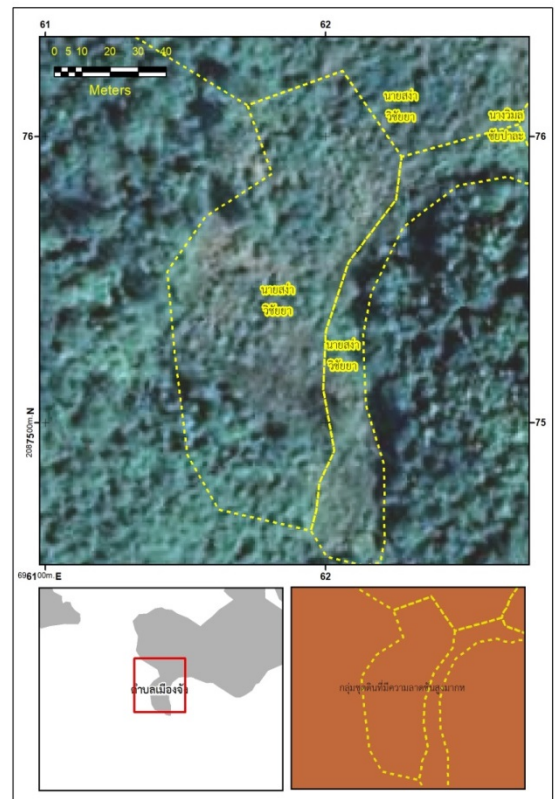 61
62
0 5 10 20 30 40
Meters
นายสง่า
วิชัยยา
นางวิมล
ชัยปาละ
76
76
นายสง่า
วิชัยยา
นายสง่า
วิชัยยา
2087500m. N
75
696100m. E
62
ตำบลเมืองจัง
กลุ่มชุดดินที่มีความลาดชันสูงมากห